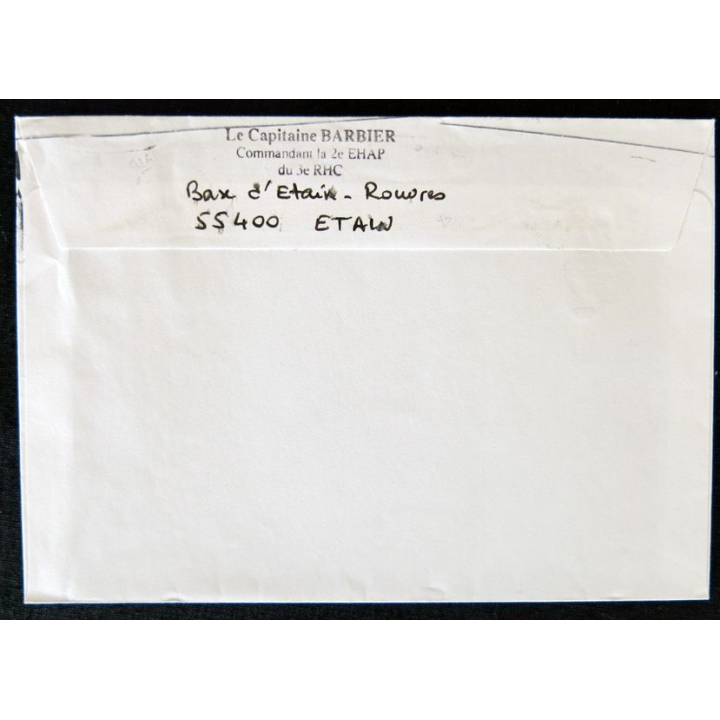 Le Capitaine BARBIER
Commandant la 2e EHAP
du 3e RHC
Base d'Etain - Rouvres
55400 ETAIN